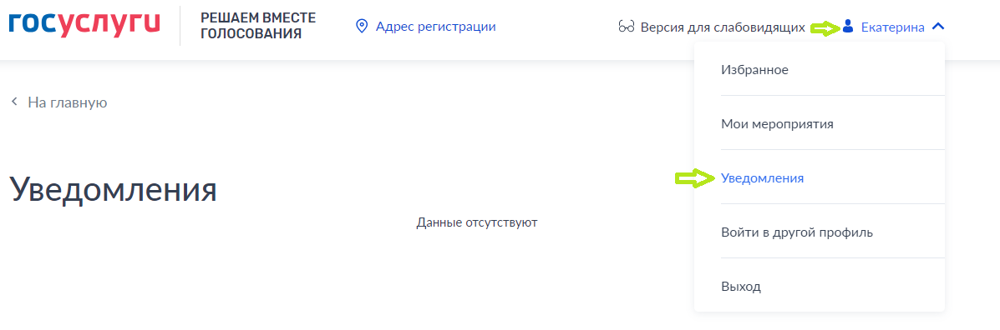 госуслуги
РЕШАЕМ ВМЕСТЕ
ГОЛОСОВАНИЯ
Адрес регистрации
Версия для слабовидящих
Екатерина
Избранное
Мои мероприятия
Уведомления
Войти в другой профиль
Выход
На главную
Уведомления
Данные отсутствуют